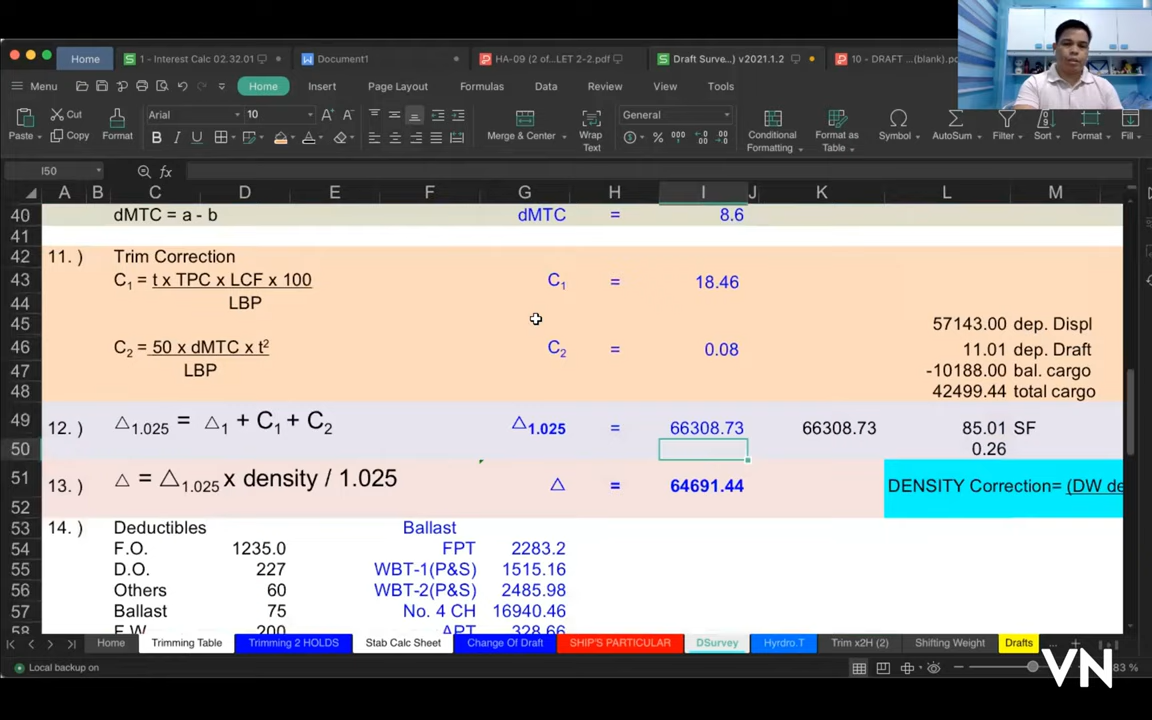 Home 1 - Interest Calc 02.32.01 Document1 HA-09 (2 of...LET 2-2.pdf Draft Surve...) v2021.1.2 10 - DRAFT ...(blank).po
Menu Home Insert Page Layout Formulas Data Review View Tools
Cut Arial 10 General
Paste Copy Format B I U A Merge & Center Wrap Text Conditional Formatting Format as Table Symbol AutoSum Filter Sort Format Fill
I50 fx
A B C D E F G H I J K L M
40 dMTC = a - b dMTC = 8.6
41
42 11. ) Trim Correction
43 C1 = t x TPC x LCF x 100 C1 = 18.46
44 LBP
45 57143.00 dep. Displ
46 C2 = 50 x dMTC x t² C2 = 0.08 11.01 dep. Draft
47 LBP -10188.00 bal. cargo
48 42499.44 total cargo
49 12. ) △1.025 = △1 + C1 + C2 △1.025 = 66308.73 66308.73 85.01 SF
50 0.26
51 13. ) △ = △1.025 x density / 1.025 △ = 64691.44 DENSITY Correction= (DW de
52
53 14. ) Deductibles Ballast
54 F.O. 1235.0 FPT 2283.2
55 D.O. 227 WBT-1(P&S) 1515.16
56 Others 60 WBT-2(P&S) 2485.98
57 Ballast 75 No. 4 CH 16940.46
58 F.W. 200 APT 328.66
Home Trimming Table Trimming 2 HOLDS Stab Calc Sheet Change Of Draft SHIP'S PARTICULAR DSurvey Hyrdro.T Trim x2H (2) Shifting Weight Drafts ...
Local backup on 83 %
VN